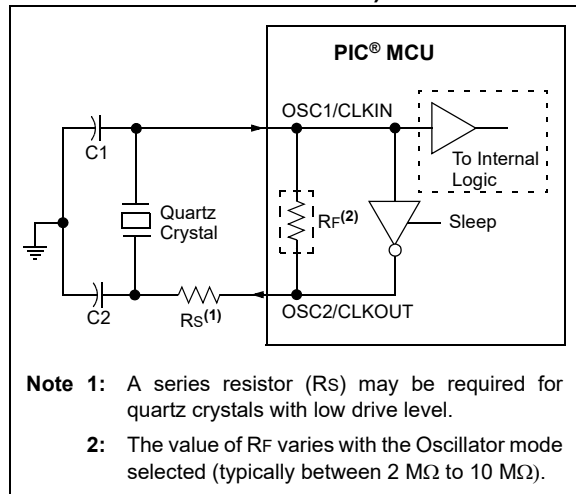 PIC® MCU
OSC1/CLKIN
C1
To Internal
Logic
Quartz
Crystal
RF(2)
Sleep
C2
RS(1)
OSC2/CLKOUT
Note 1: A series resistor (RS) may be required for
quartz crystals with low drive level.
2: The value of RF varies with the Oscillator mode
selected (typically between 2 MΩ to 10 MΩ).